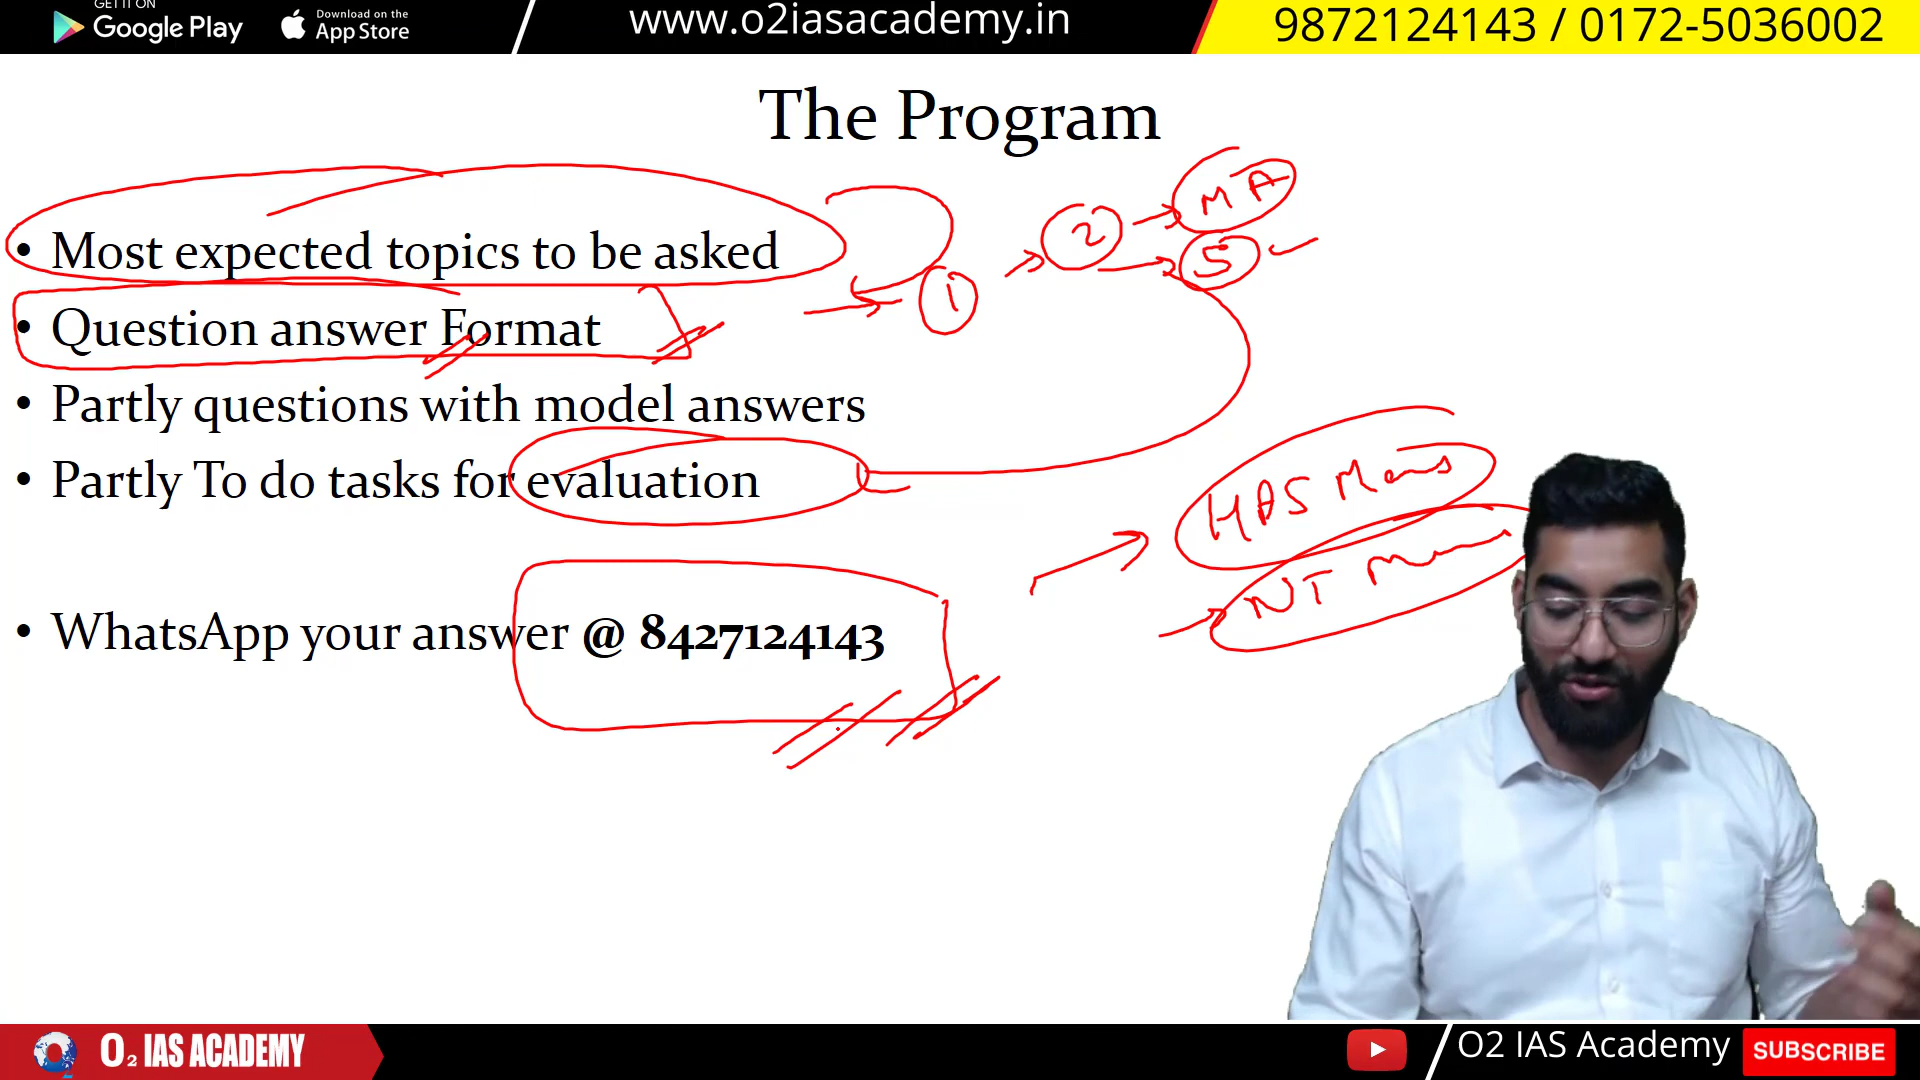 GET IT ON
Google Play
Download on the
App Store
www.o2iasacademy.in
9872124143 / 0172-5036002
The Program
• Most expected topics to be asked
• Question answer Format
• Partly questions with model answers
• Partly To do tasks for evaluation
• WhatsApp your answer @ 8427124143
1
2
MA
5
HAS Mains
NT
O2 IAS ACADEMY
O2 IAS Academy
SUBSCRIBE